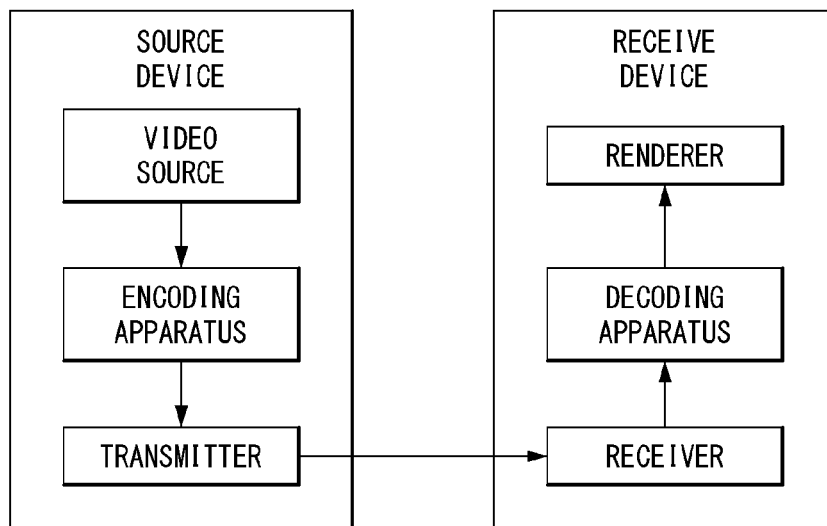 SOURCE
DEVICE
VIDEO
SOURCE
ENCODING
APPARATUS
TRANSMITTER
RECEIVE
DEVICE
RENDERER
DECODING
APPARATUS
RECEIVER